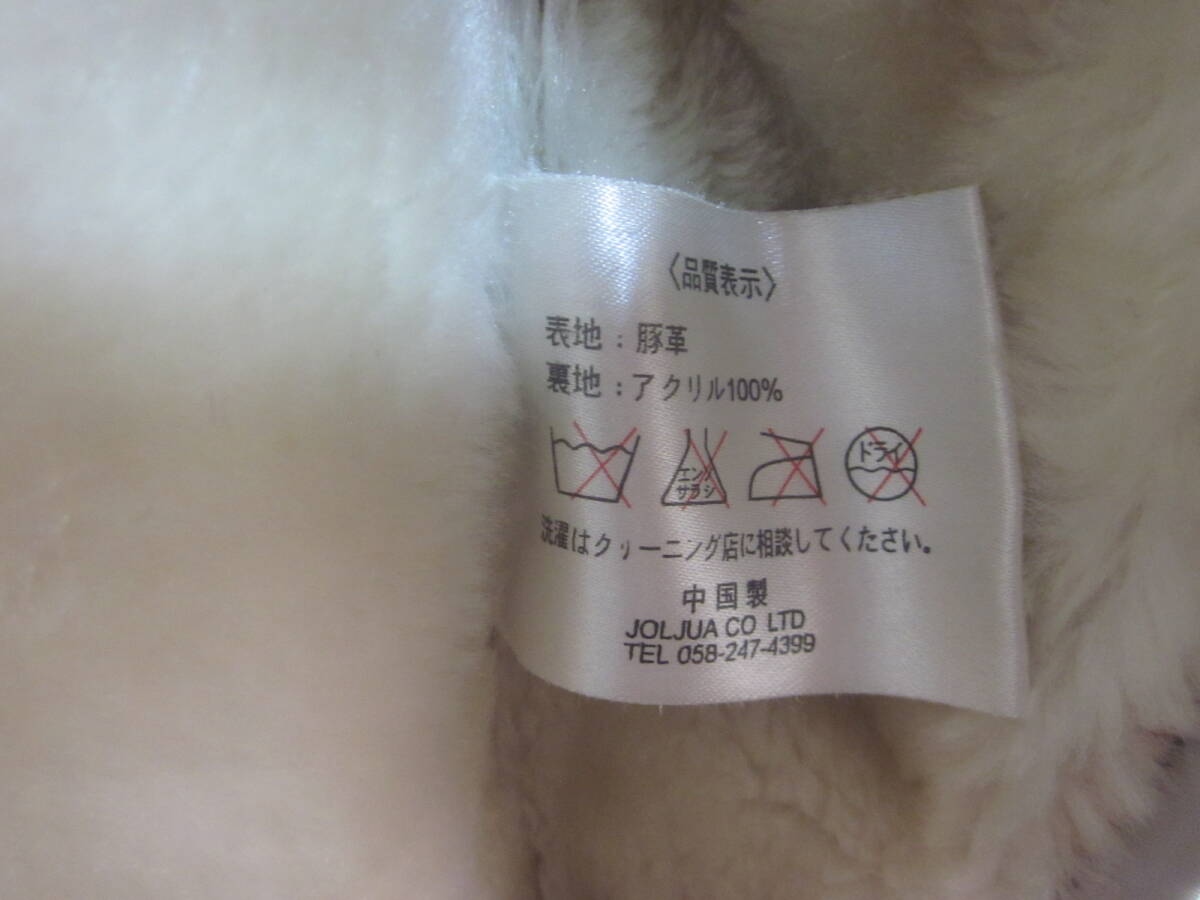 〈品質表示〉
表地：豚革
裏地：アクリル100%
エンソ
サラシ
ドライ
洗濯はクリーニング店に相談してください。
中国製
JOLJUA CO LTD
TEL 058-247-4399